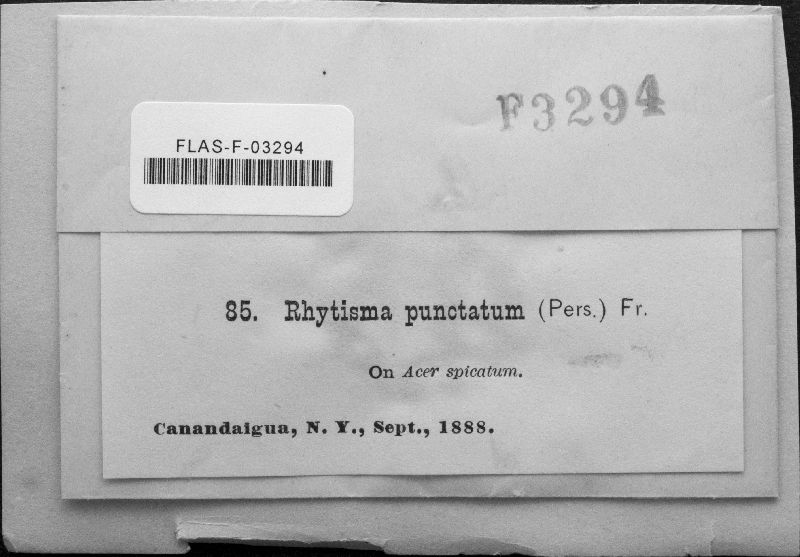 F3294
FLAS-F-03294
85. Rhytisma punctatum (Pers.) Fr.
On Acer spicatum.
Canandaigua, N. Y., Sept., 1888.